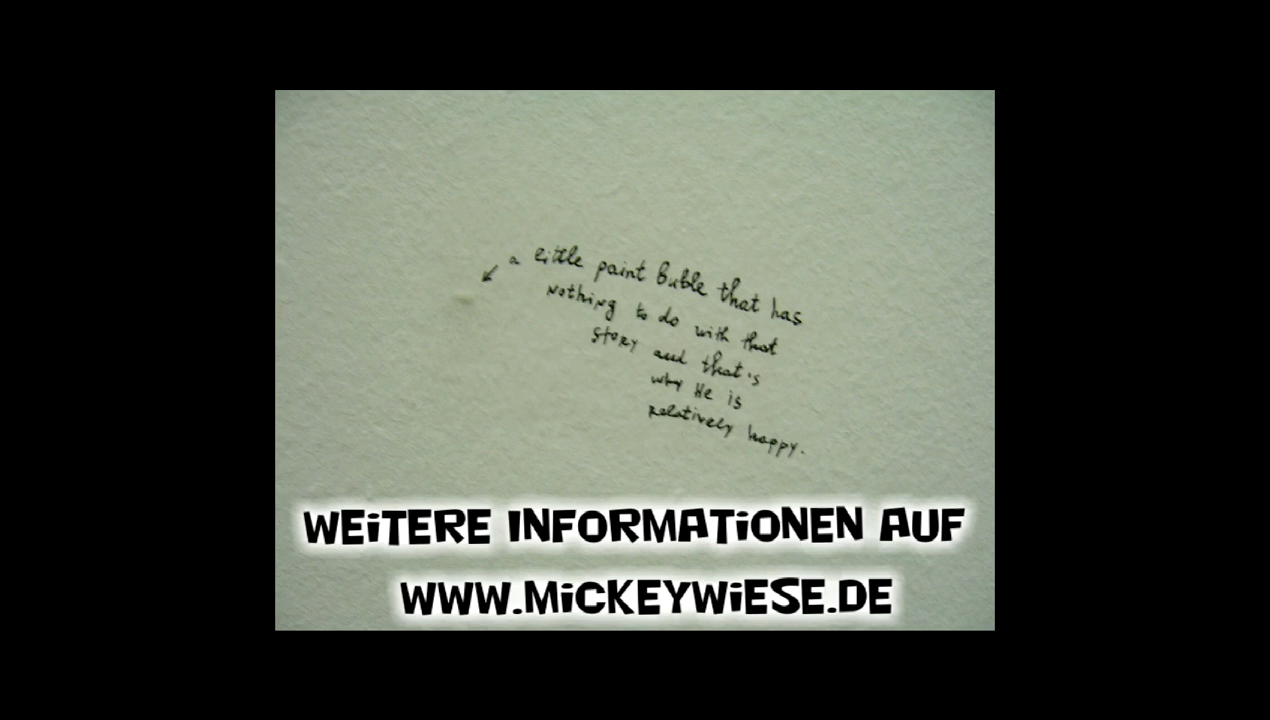 a little paint buble that has
nothing to do with that
story and that's
why He is
relatively happy.
WEiTERE INFORMATiONEN AUF
WWW.MiCKEYWiESE.DE